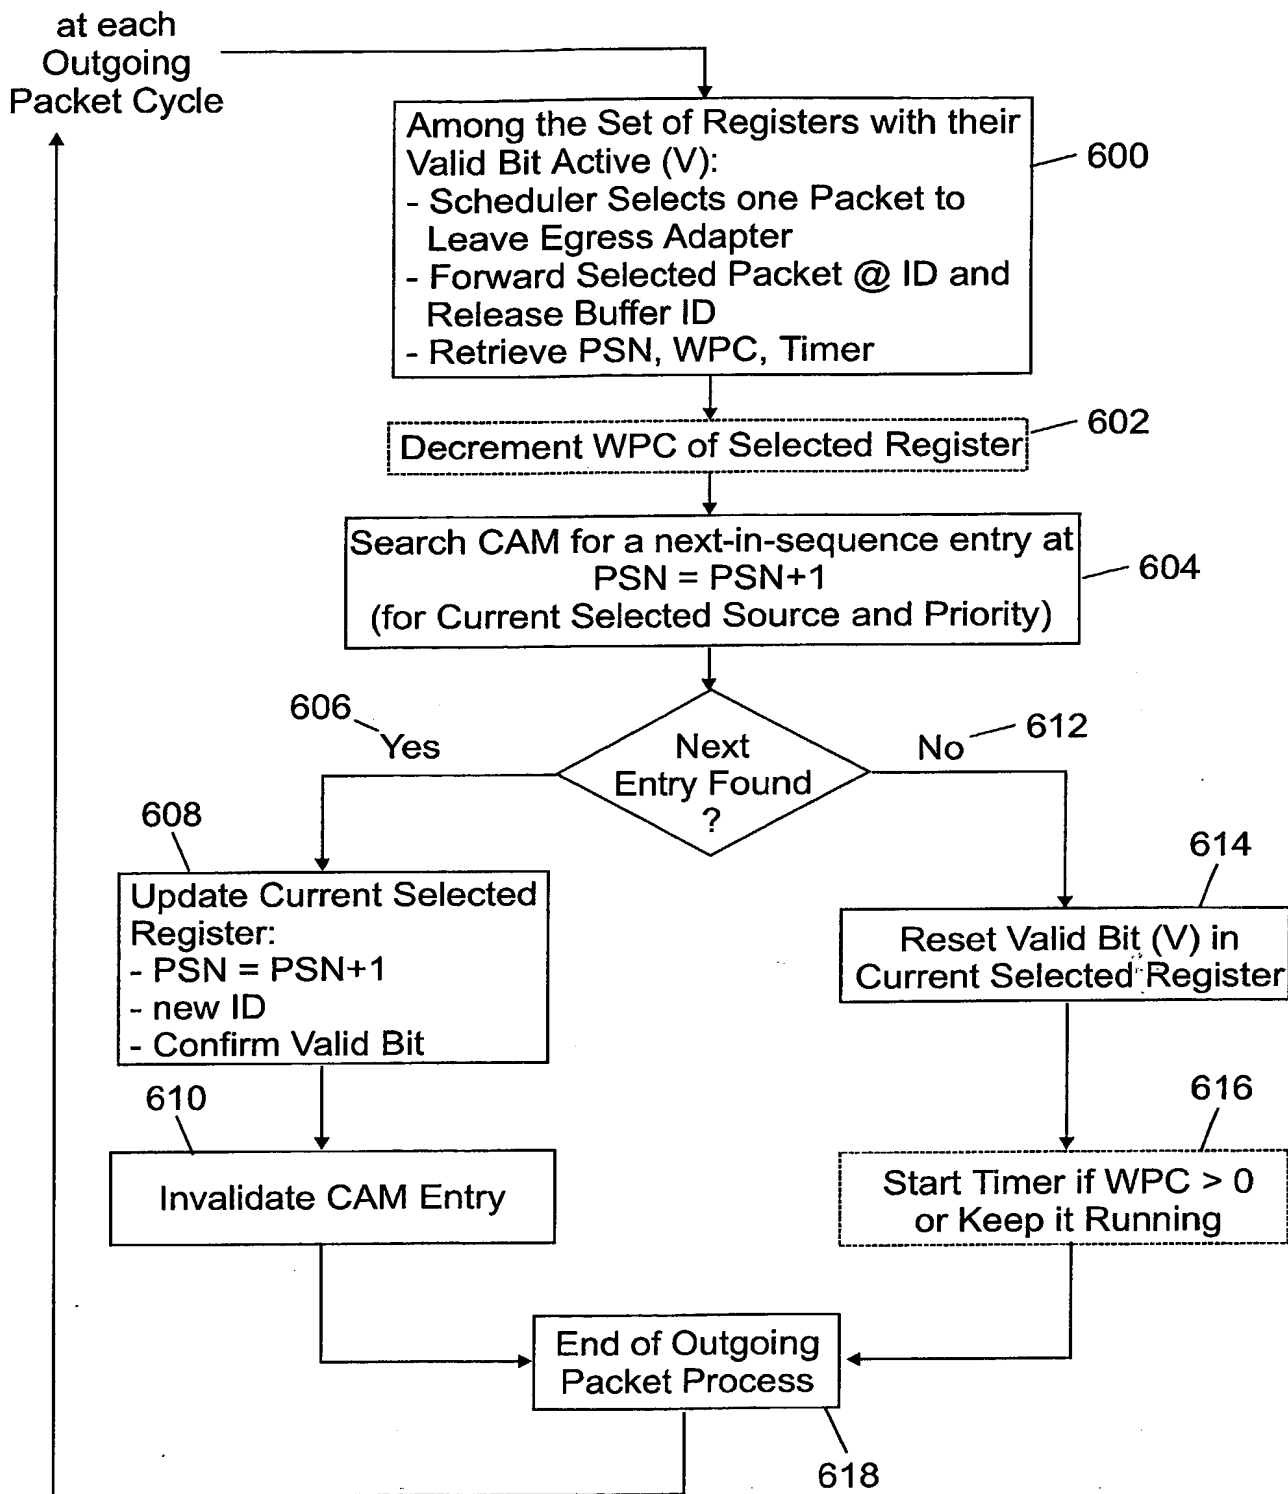 at each
Outgoing
Packet Cycle
Among the Set of Registers with their
Valid Bit Active (V):
- Scheduler Selects one Packet to
Leave Egress Adapter
- Forward Selected Packet @ ID and
Release Buffer ID
- Retrieve PSN, WPC, Timer
600
Decrement WPC of Selected Register
602
Search CAM for a next-in-sequence entry at
PSN = PSN+1
(for Current Selected Source and Priority)
604
606
Yes
Next
Entry Found
?
No
612
608
Update Current Selected
Register:
- PSN = PSN+1
- new ID
- Confirm Valid Bit
614
Reset Valid Bit (V) in
Current Selected Register
610
Invalidate CAM Entry
616
Start Timer if WPC > 0
or Keep it Running
End of Outgoing
Packet Process
618